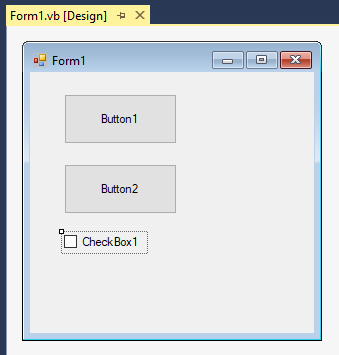 Form1.vb [Design]
Form1
Button1
Button2
CheckBox1